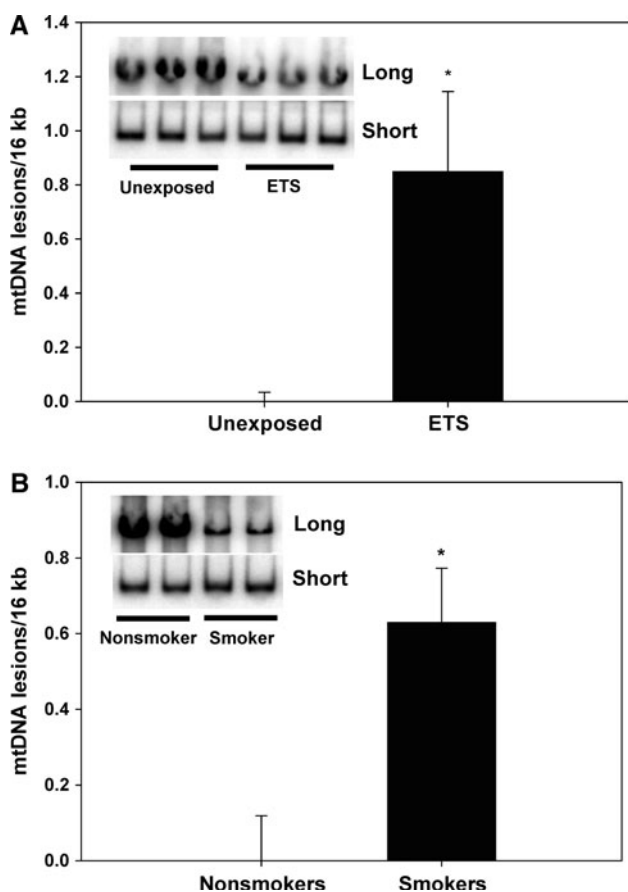 A
mtDNA lesions/16 kb
1.4
1.2
1.0
0.8
0.6
0.4
0.2
0.0
Long
Short
Unexposed ETS
*
Unexposed ETS
B
mtDNA lesions/16 kb
1.0
0.8
0.6
0.4
0.2
0.0
Long
Short
Nonsmoker Smoker
*
Nonsmokers Smokers